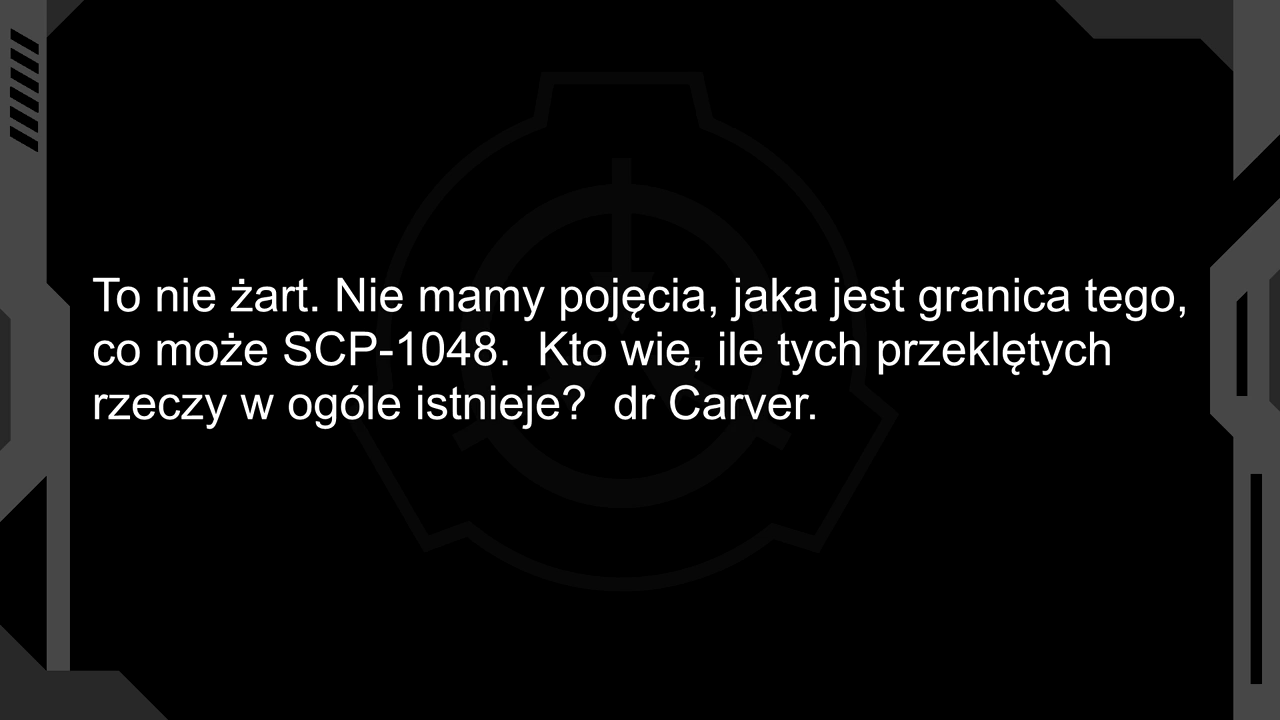 To nie żart. Nie mamy pojęcia, jaka jest granica tego,
co może SCP-1048.  Kto wie, ile tych przeklętych
rzeczy w ogóle istnieje?  dr Carver.